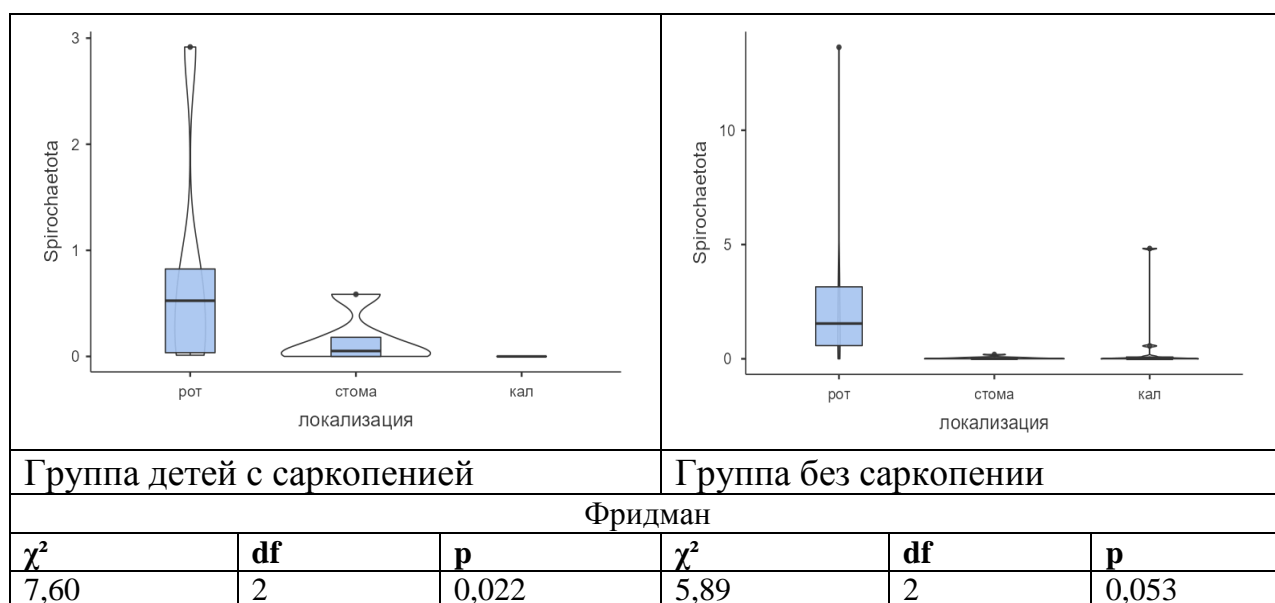 3
2
1
0
Spirochaetota
рот стома кал
локализация
10
5
0
Spirochaetota
рот стома кал
локализация
Группа детей с саркопенией Группа без саркопении
Фридман
χ² df p χ² df p
7,60 2 0,022 5,89 2 0,053